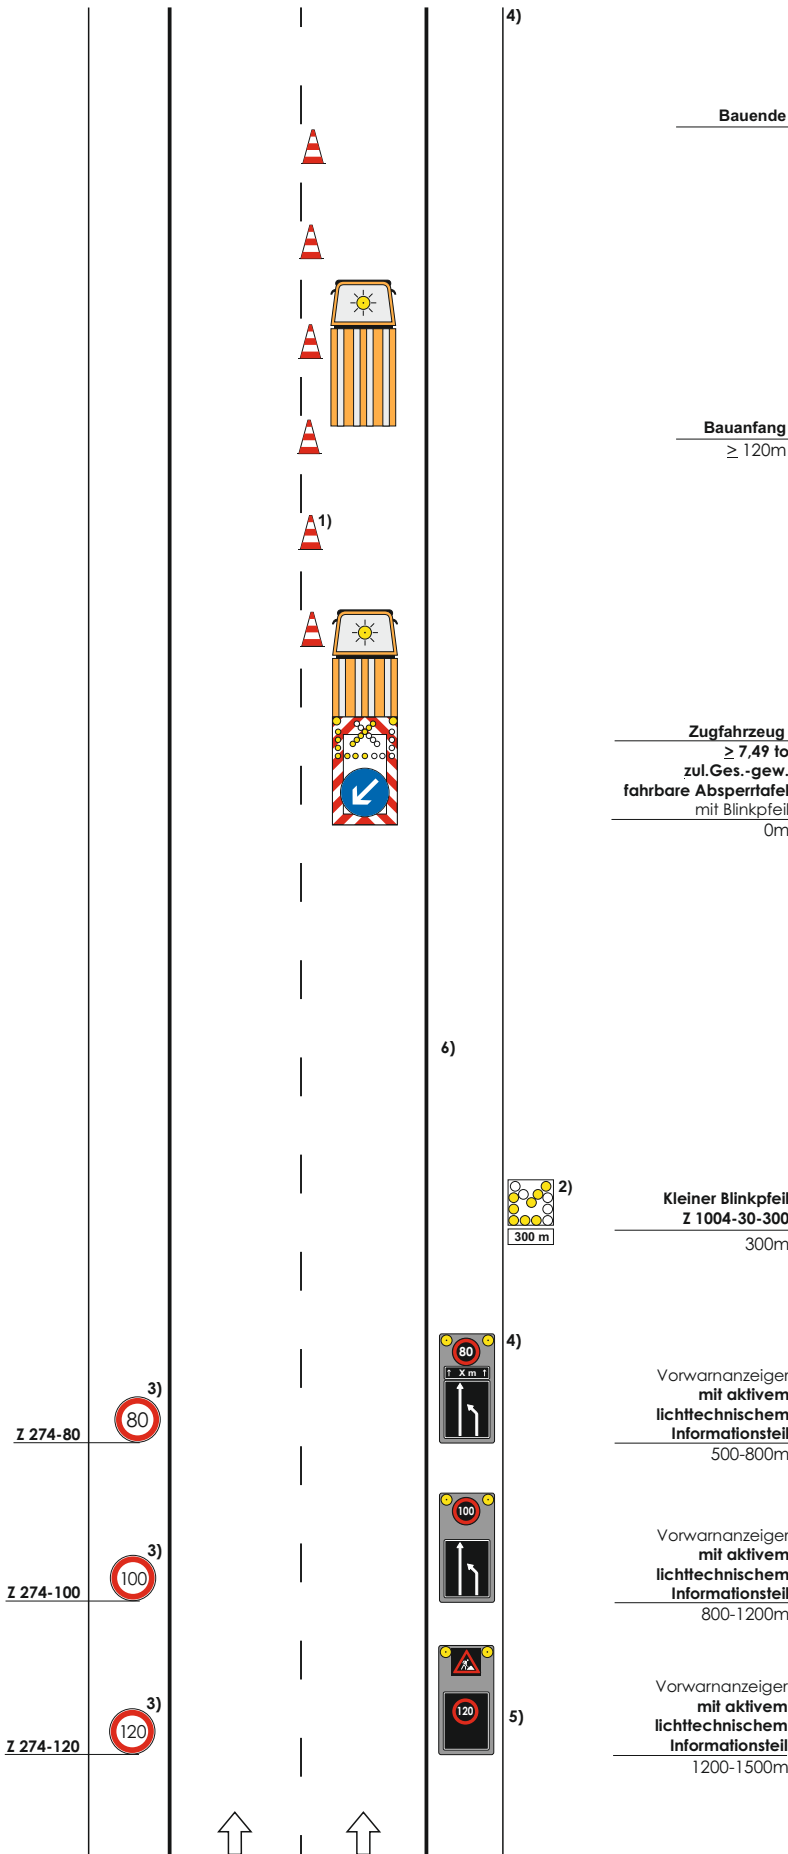 4)
Bauende
Bauanfang
≥ 120m
1)
Zugfahrzeug
≥ 7,49 to
zul.Ges.-gew.
fahrbare Absperrtafel
mit Blinkpfeil
0m
6)
2)
300 m
Kleiner Blinkpfeil
Z 1004-30-300
300m
4)
80
↑ X m ↑
Vorwarnanzeiger
mit aktivem
lichttechnischem
Informationsteil
500-800m
3)
80
Z 274-80
100
Vorwarnanzeiger
mit aktivem
lichttechnischem
Informationsteil
800-1200m
3)
100
Z 274-100
120
5)
Vorwarnanzeiger
mit aktivem
lichttechnischem
Informationsteil
1200-1500m
3)
120
Z 274-120